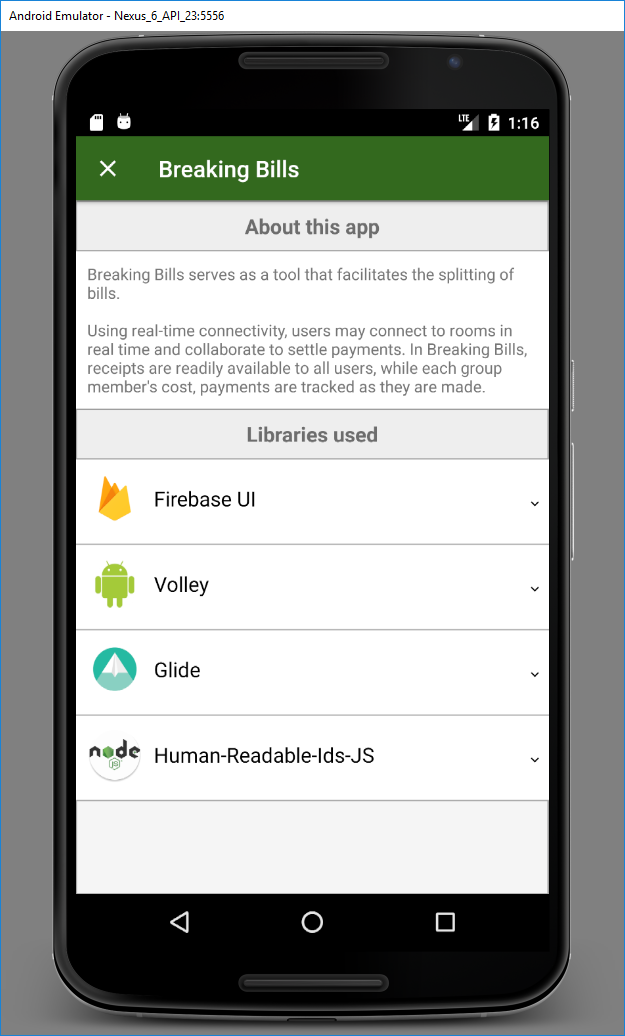 Android Emulator - Nexus_6_API_23:5556
LTE 1:16
Breaking Bills
About this app
Breaking Bills serves as a tool that facilitates the splitting of
bills.
Using real-time connectivity, users may connect to rooms in
real time and collaborate to settle payments. In Breaking Bills,
receipts are readily available to all users, while each group
member's cost, payments are tracked as they are made.
Libraries used
Firebase UI
Volley
Glide
node
JS
Human-Readable-Ids-JS